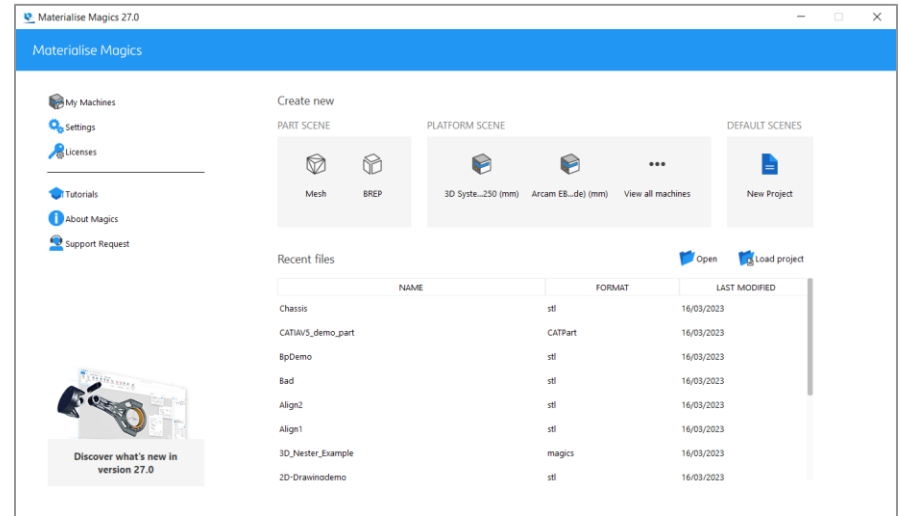 Materialise Magics 27.0
Materialise Magics
My Machines
Settings
Licenses
Tutorials
About Magics
Support Request
Discover what's new in
version 27.0
Create new
PART SCENE
Mesh
BREP
PLATFORM SCENE
3D Syste...250 (mm)
Arcam EB...de) (mm)
View all machines
DEFAULT SCENES
New Project
Recent files
Open
Load project
NAME FORMAT LAST MODIFIED
Chassis stl 16/03/2023
CATIAV5_demo_part CATPart 16/03/2023
BpDemo stl 16/03/2023
Bad stl 16/03/2023
Align2 stl 16/03/2023
Align1 stl 16/03/2023
3D_Nester_Example magics 16/03/2023
2D-Drawingdemo stl 16/03/2023